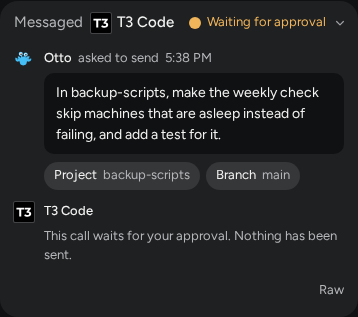 Messaged T3 T3 Code Waiting for approval
Otto asked to send 5:38 PM
In backup-scripts, make the weekly check
skip machines that are asleep instead of
failing, and add a test for it.
Project backup-scripts Branch main
T3 T3 Code
This call waits for your approval. Nothing has been
sent.
Raw